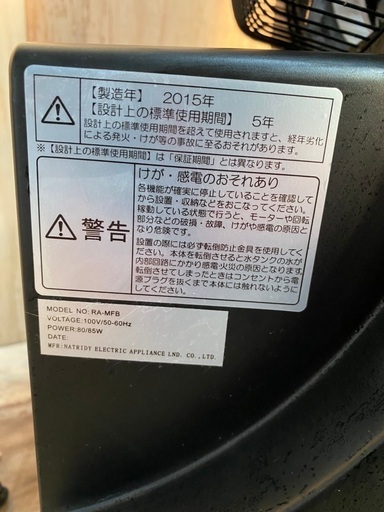 【製造年】 2015年
【設計上の標準使用期間】 5年
設計上の標準使用期間を超えて使用されますと、経年劣化
による発火・けが等の事故に至るおそれがあります。
※【設計上の標準使用期間】は「保証期間」とは異なります。
警告
けが・感電のおそれあり
各機能が確実に停止していることを確認して
から設置・収納などをおこなってください。
稼動している状態で行うと、モーターや回転
部分などの破損・故障、けがや感電の原因と
なり危険です。
設置の際には必ず転倒防止金具を使用してく
ださい。本体を転倒させると水タンクの水が
内部回路にかかり感電火災の原因となります。
転倒させてしまったときはコンセントから電
源プラグを抜くまで本体には触れないように
してください。
MODEL NO: RA-MFB
VOLTAGE: 100V/50-60Hz
POWER: 80/85W
DATE:
MFR: NATRIDY ELECTRIC APPLIANCE LND. CO., LTD.